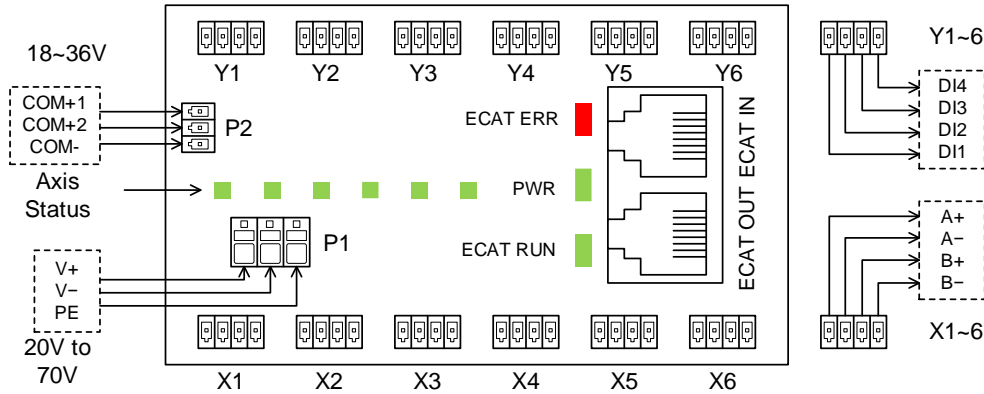 Y1
Y2
Y3
Y4
Y5
Y6
18~36V
COM+1
COM+2
COM-
P2
ECAT ERR
ECAT IN
Axis
Status
PWR
P1
ECAT RUN
ECAT OUT
V+
V−
PE
20V to
70V
X1
X2
X3
X4
X5
X6
Y1~6
DI4
DI3
DI2
DI1
A+
A−
B+
B−
X1~6